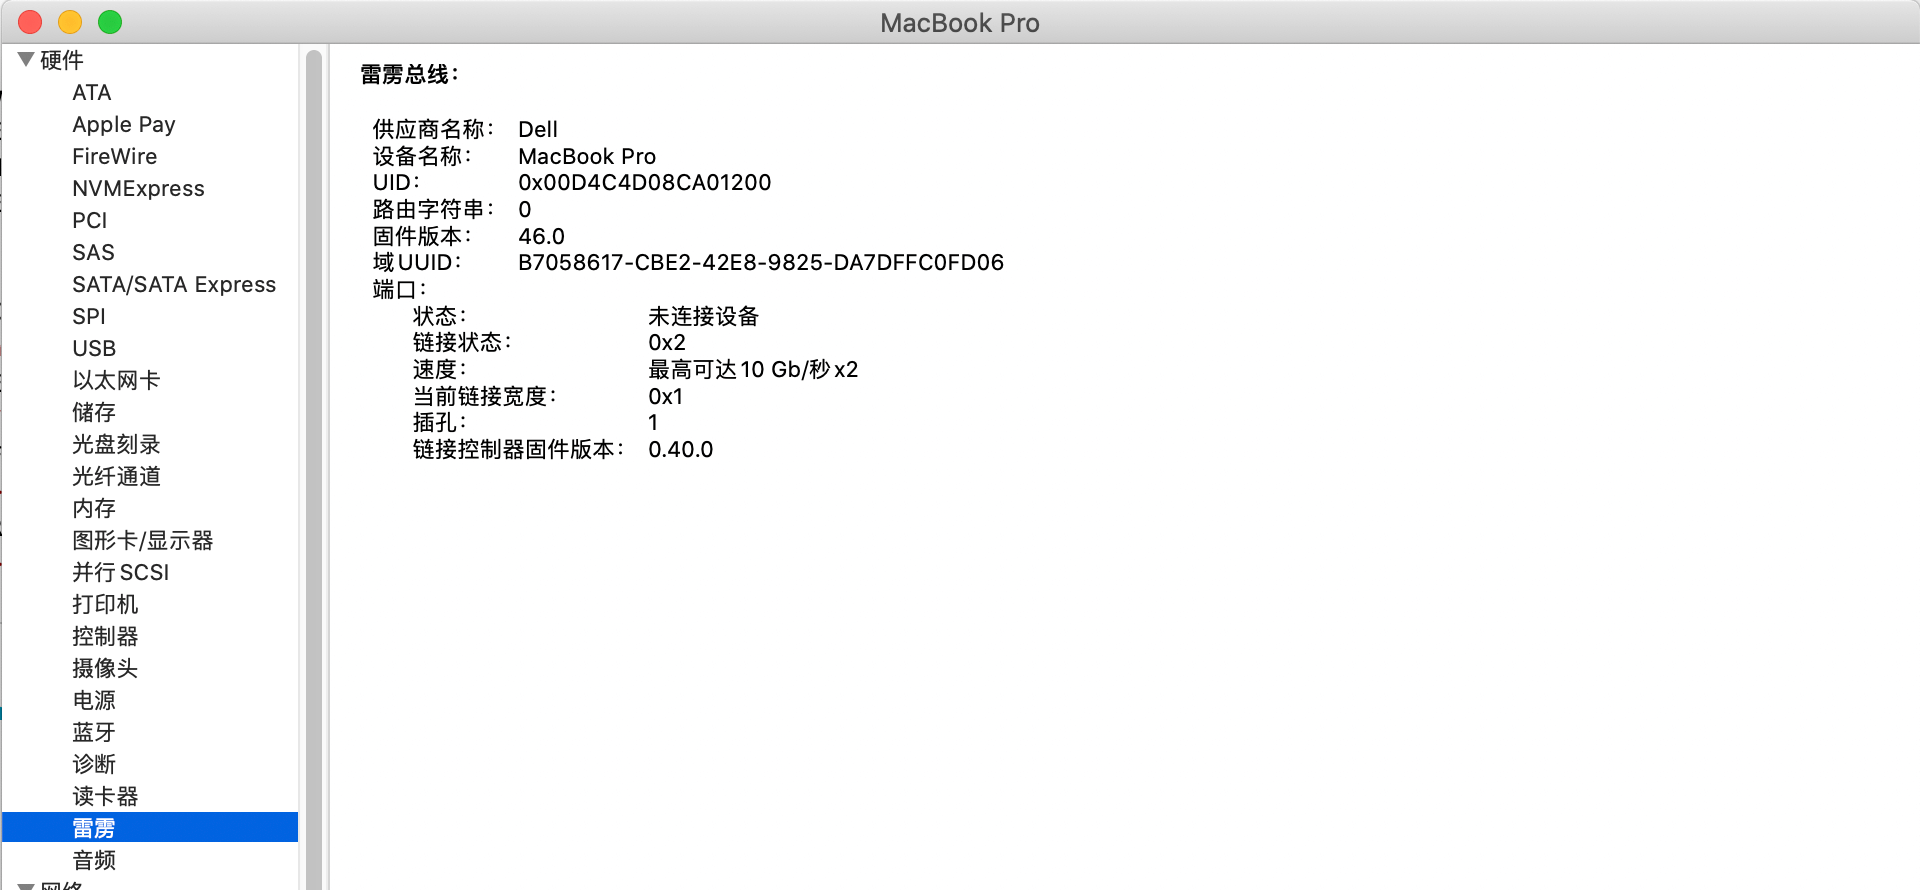 MacBook Pro
硬件
ATA
Apple Pay
FireWire
NVMExpress
PCI
SAS
SATA/SATA Express
SPI
USB
以太网卡
储存
光盘刻录
光纤通道
内存
图形卡/显示器
并行 SCSI
打印机
控制器
摄像头
电源
蓝牙
诊断
读卡器
雷雳
音频
网络
雷雳总线：
供应商名称： Dell
设备名称： MacBook Pro
UID： 0x00D4C4D08CA01200
路由字符串： 0
固件版本： 46.0
域 UUID： B7058617-CBE2-42E8-9825-DA7DFFC0FD06
端口：
状态： 未连接设备
链接状态： 0x2
速度： 最高可达 10 Gb/秒 x2
当前链接宽度： 0x1
插孔： 1
链接控制器固件版本： 0.40.0